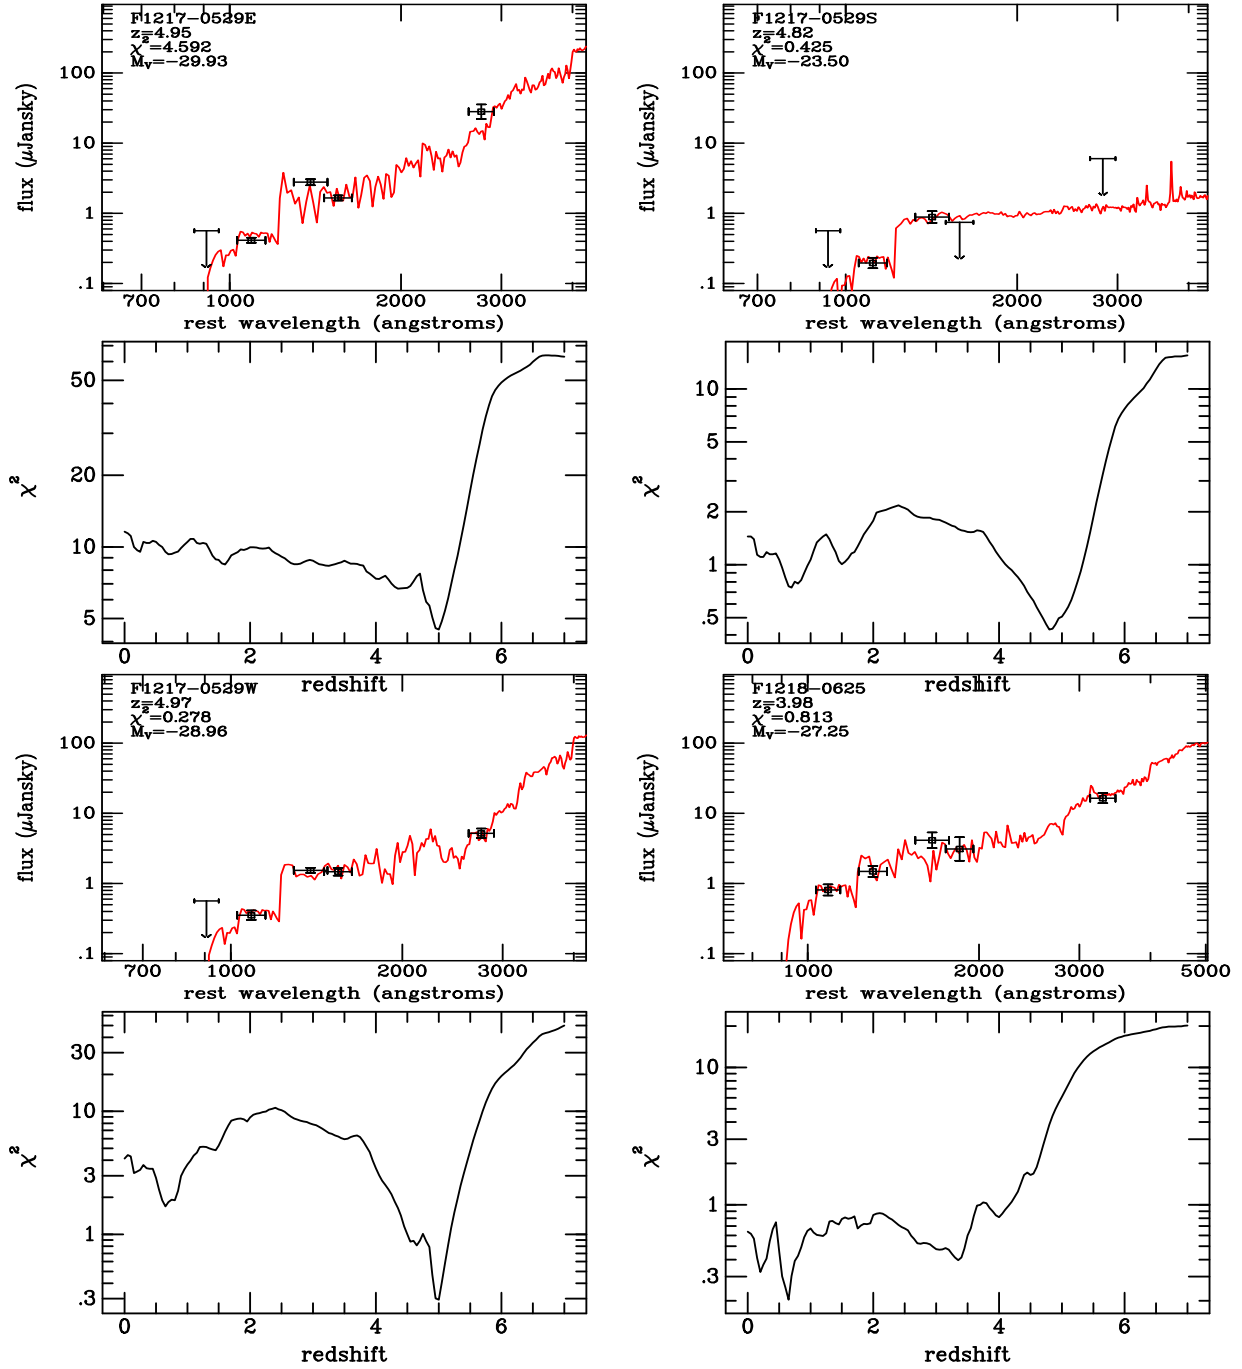 F1217-0529E
z=4.95
χ²=4.592
Mᵥ=-29.93
flux (μJansky)
100
10
1
.1
700 1000 2000 3000
rest wavelength (angstroms)
F1217-0529S
z=4.82
χ²=0.425
Mᵥ=-23.50
flux (μJansky)
100
10
1
.1
700 1000 2000 3000
rest wavelength (angstroms)
χ²
50
20
10
5
0 2 4 6
redshift
χ²
10
5
2
1
.5
0 2 4 6
redshift
F1217-0529W
z=4.97
χ²=0.278
Mᵥ=-28.96
flux (μJansky)
100
10
1
.1
700 1000 2000 3000
rest wavelength (angstroms)
F1218-0625
z=3.98
χ²=0.813
Mᵥ=-27.25
flux (μJansky)
100
10
1
.1
1000 2000 3000 5000
rest wavelength (angstroms)
χ²
30
10
3
1
.3
0 2 4 6
redshift
χ²
10
3
1
.3
0 2 4 6
redshift